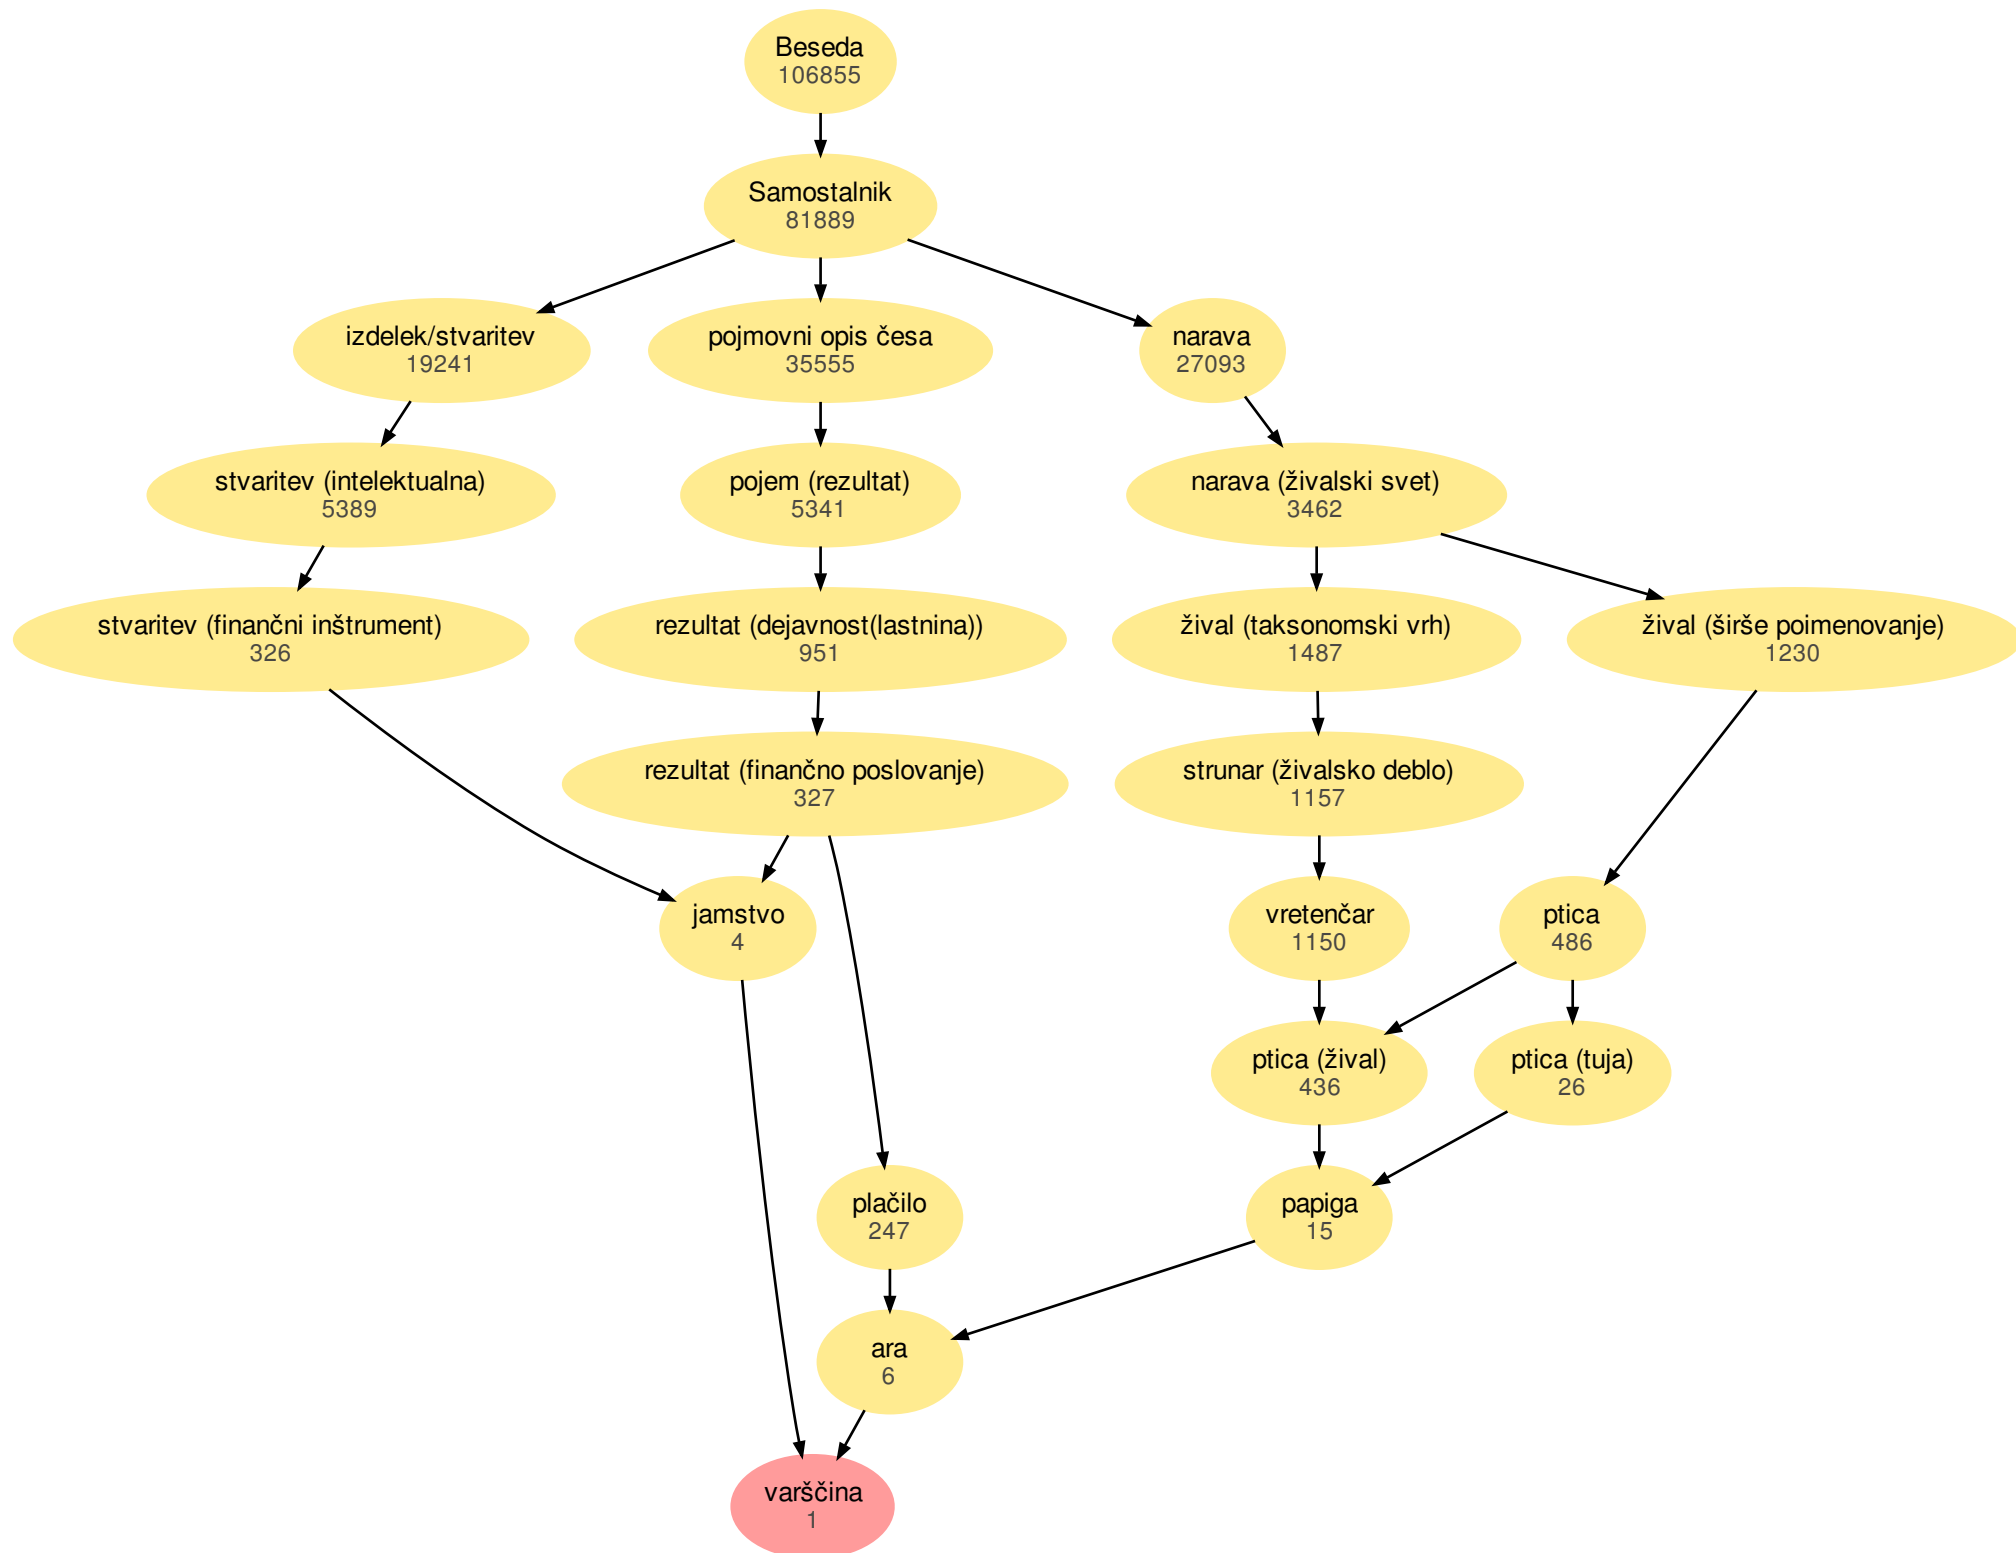 Beseda
106855
Samostalnik
81889
izdelek/stvaritev
19241
pojmovni opis česa
35555
narava
27093
stvaritev (intelektualna)
5389
pojem (rezultat)
5341
narava (živalski svet)
3462
stvaritev (finančni inštrument)
326
rezultat (dejavnost(lastnina))
951
žival (taksonomski vrh)
1487
žival (širše poimenovanje)
1230
rezultat (finančno poslovanje)
327
strunar (živalsko deblo)
1157
jamstvo
4
vretenčar
1150
ptica
486
ptica (žival)
436
ptica (tuja)
26
plačilo
247
papiga
15
ara
6
varščina
1